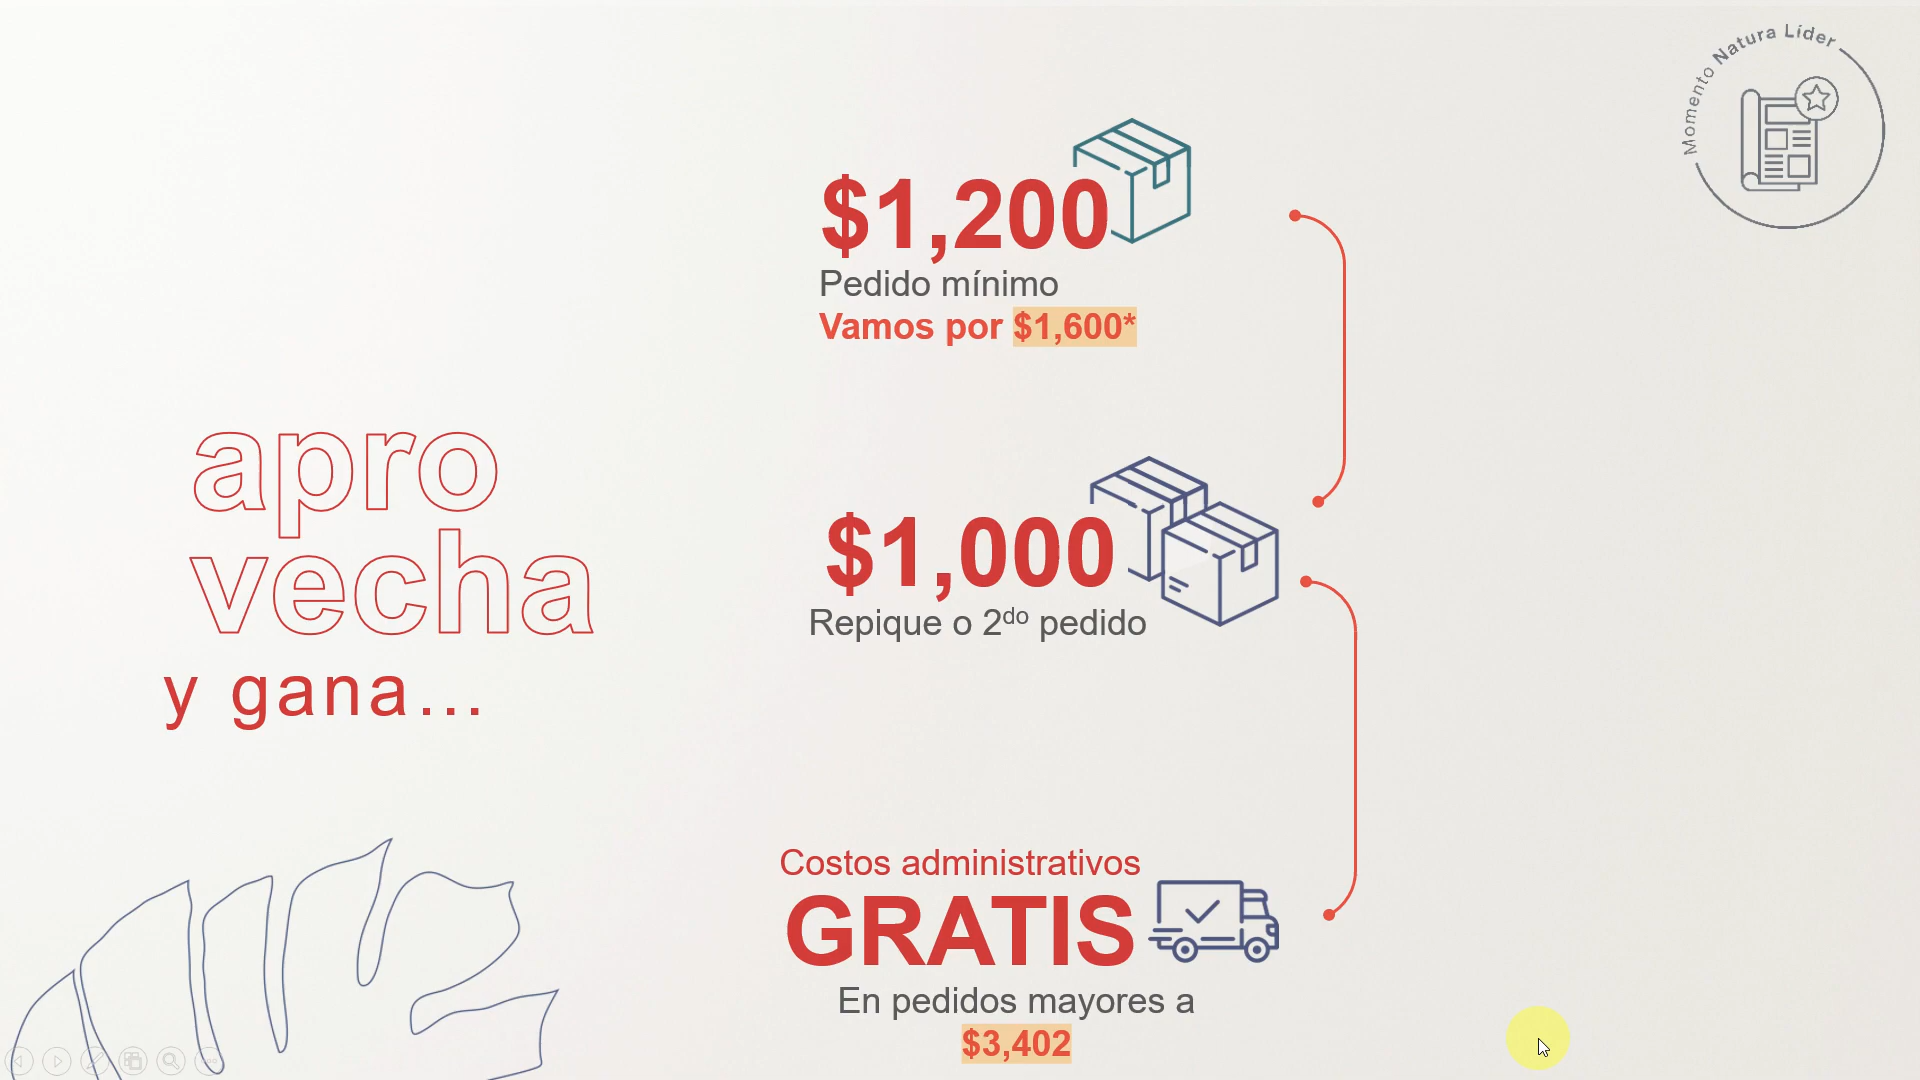 Momento Natura Líder
$1,200
Pedido mínimo
Vamos por $1,600*
apro
vecha
y gana...
$1,000
Repique o 2do pedido
Costos administrativos
GRATIS
En pedidos mayores a
$3,402